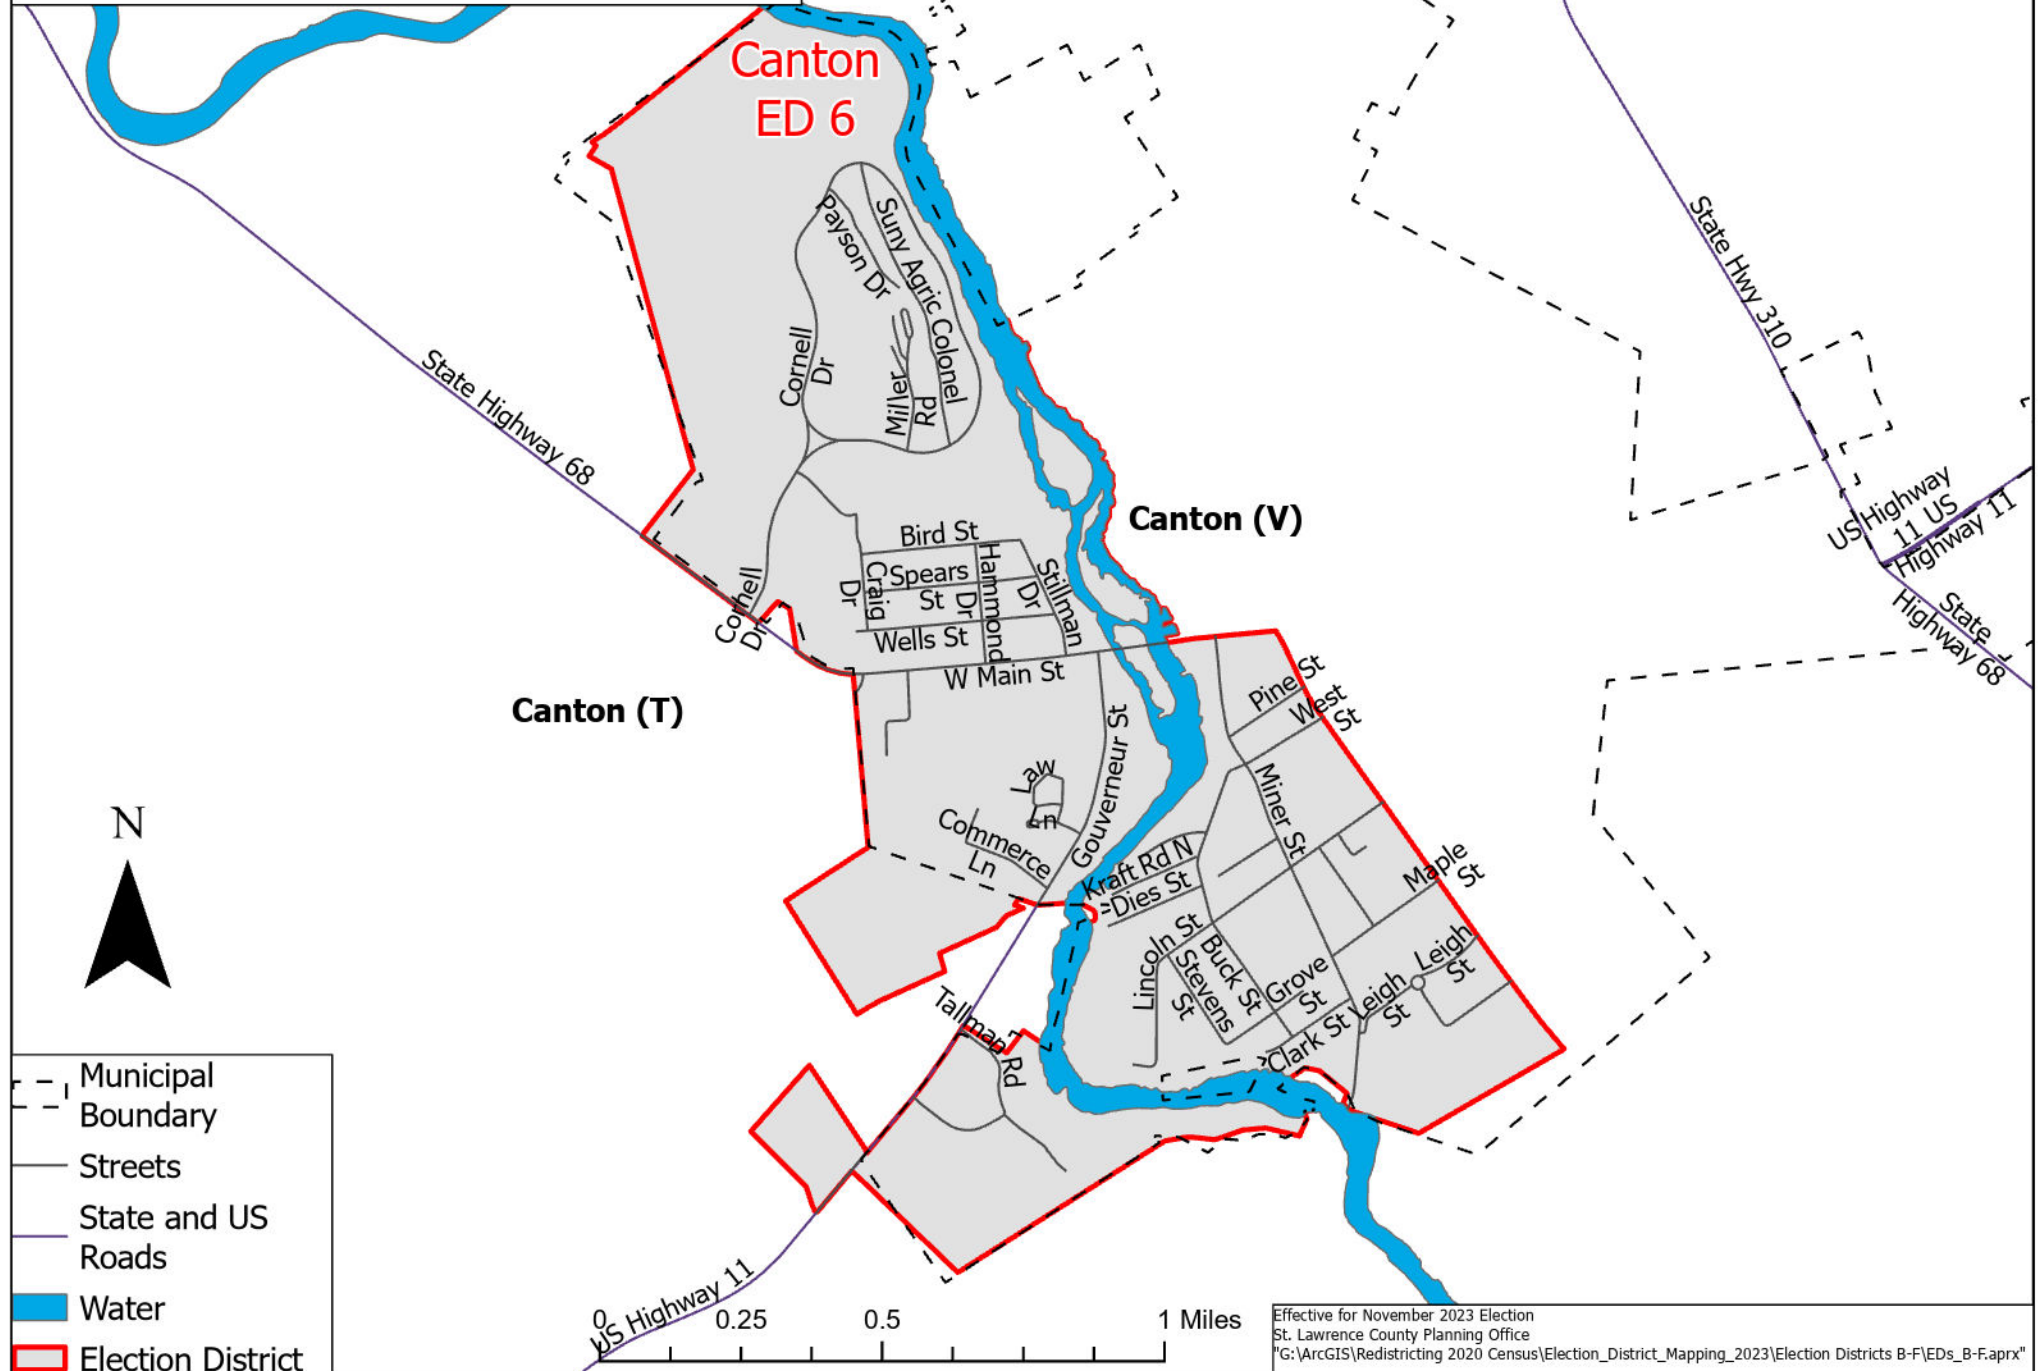 Canton
ED 6
Payson Dr
Suny Agric Colonel
Cornell
Dr
Miller
Rd
State Highway 68
State Hwy 310
US Highway
11 US
Highway 11
State
Highway 68
Canton (V)
Bird St
Craig
Dr
Spears
St
Hammond
Dr
Stillman
Dr
Wells St
Cornell
Dr
W Main St
Canton (T)
Pine St
West
St
Gouverneur St
Law
Ln
Miner St
Commerce
Ln
Kraft Rd N
Dies St
Maple
St
Lincoln St
Buck St
Stevens
St
Grove
St
Leigh
St
Leigh
St
Clark St
Tallman Rd
N
Municipal
Boundary
Streets
State and US
Roads
Water
Election District
US Highway 11
0 0.25 0.5 1 Miles
Effective for November 2023 Election
St. Lawrence County Planning Office
"G:\ArcGIS\Redistricting 2020 Census\Election_District_Mapping_2023\Election Districts B-F\EDs_B-F.aprx"